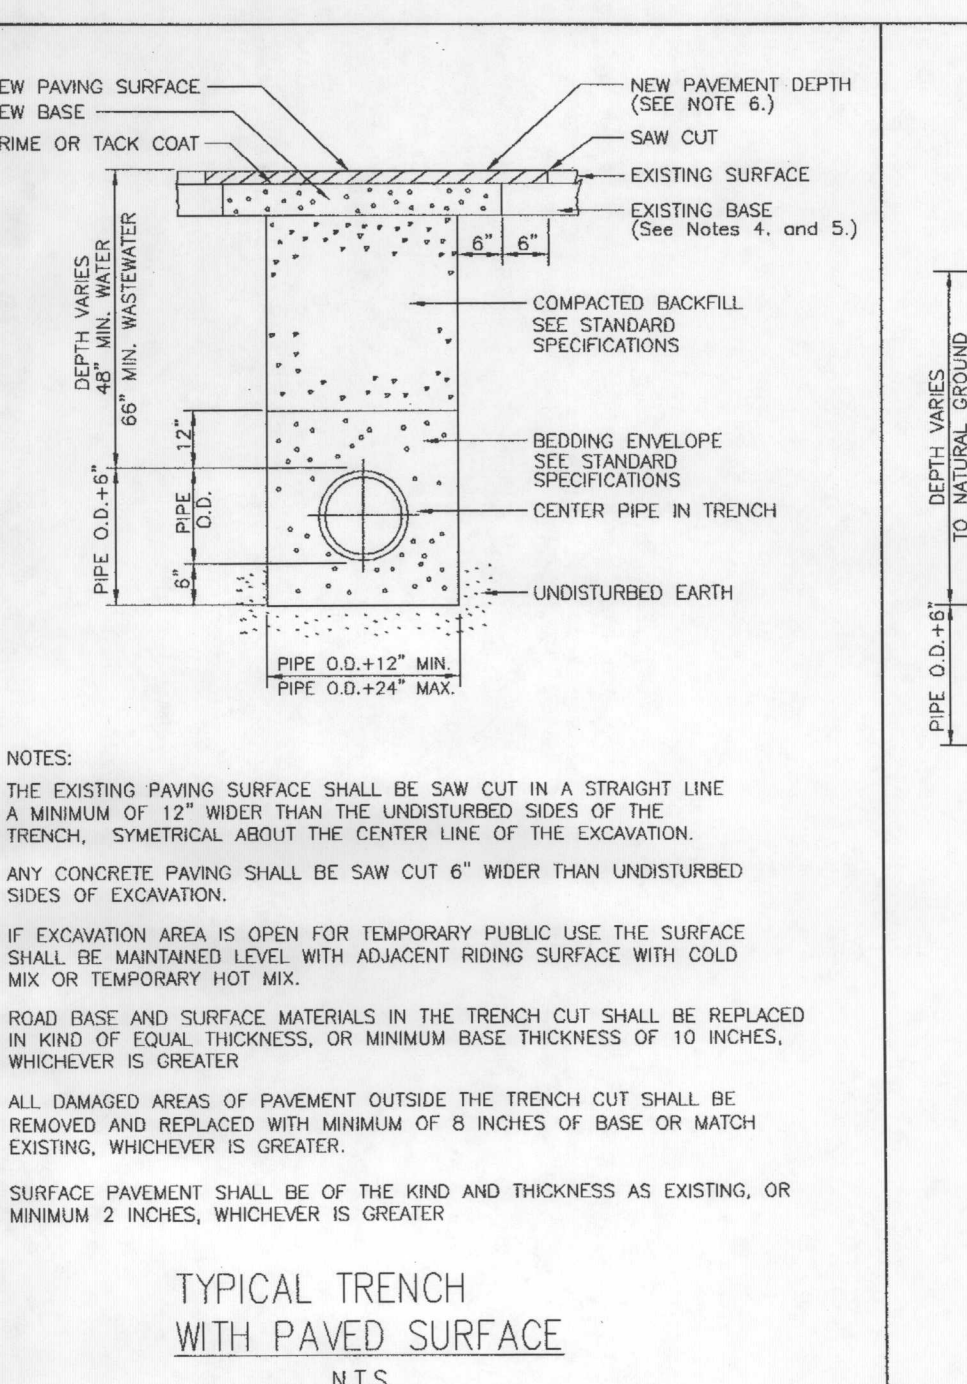 EW PAVING SURFACE
EW BASE
RIME OR TACK COAT
NEW PAVEMENT DEPTH
(SEE NOTE 6.)
SAW CUT
EXISTING SURFACE
EXISTING BASE
(See Notes 4. and 5.)
6" 6"
DEPTH VARIES
48" MIN. WATER
66" MIN. WASTEWATER
COMPACTED BACKFILL
SEE STANDARD
SPECIFICATIONS
12"
BEDDING ENVELOPE
SEE STANDARD
SPECIFICATIONS
PIPE O.D.+6"
PIPE
O.D.
CENTER PIPE IN TRENCH
6"
UNDISTURBED EARTH
PIPE O.D.+12" MIN.
PIPE O.D.+24" MAX.
DEPTH VARIES
TO NATURAL GROUND
PIPE O.D.+6"
NOTES:
THE EXISTING PAVING SURFACE SHALL BE SAW CUT IN A STRAIGHT LINE
A MINIMUM OF 12" WIDER THAN THE UNDISTURBED SIDES OF THE
TRENCH, SYMETRICAL ABOUT THE CENTER LINE OF THE EXCAVATION.
ANY CONCRETE PAVING SHALL BE SAW CUT 6" WIDER THAN UNDISTURBED
SIDES OF EXCAVATION.
IF EXCAVATION AREA IS OPEN FOR TEMPORARY PUBLIC USE THE SURFACE
SHALL BE MAINTAINED LEVEL WITH ADJACENT RIDING SURFACE WITH COLD
MIX OR TEMPORARY HOT MIX.
ROAD BASE AND SURFACE MATERIALS IN THE TRENCH CUT SHALL BE REPLACED
IN KIND OF EQUAL THICKNESS, OR MINIMUM BASE THICKNESS OF 10 INCHES,
WHICHEVER IS GREATER
ALL DAMAGED AREAS OF PAVEMENT OUTSIDE THE TRENCH CUT SHALL BE
REMOVED AND REPLACED WITH MINIMUM OF 8 INCHES OF BASE OR MATCH
EXISTING, WHICHEVER IS GREATER.
SURFACE PAVEMENT SHALL BE OF THE KIND AND THICKNESS AS EXISTING, OR
MINIMUM 2 INCHES, WHICHEVER IS GREATER
TYPICAL TRENCH
WITH PAVED SURFACE
N.T.S.